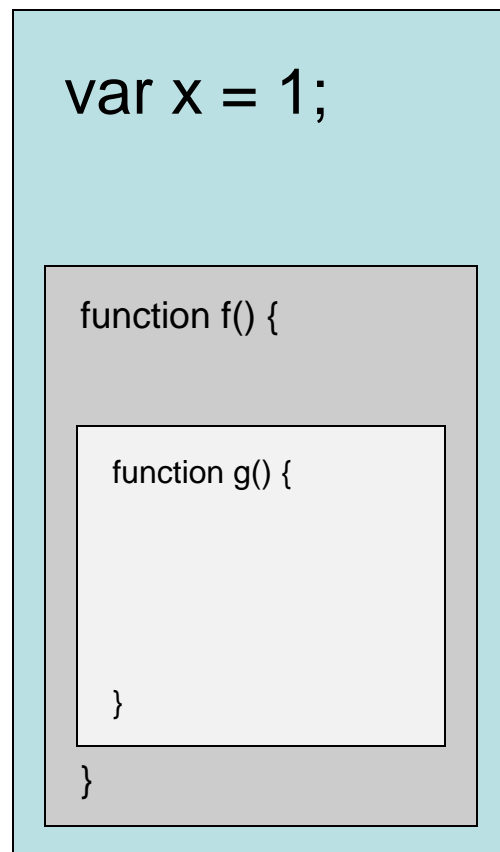 var x = 1;
function f() {
function g() {
}
}